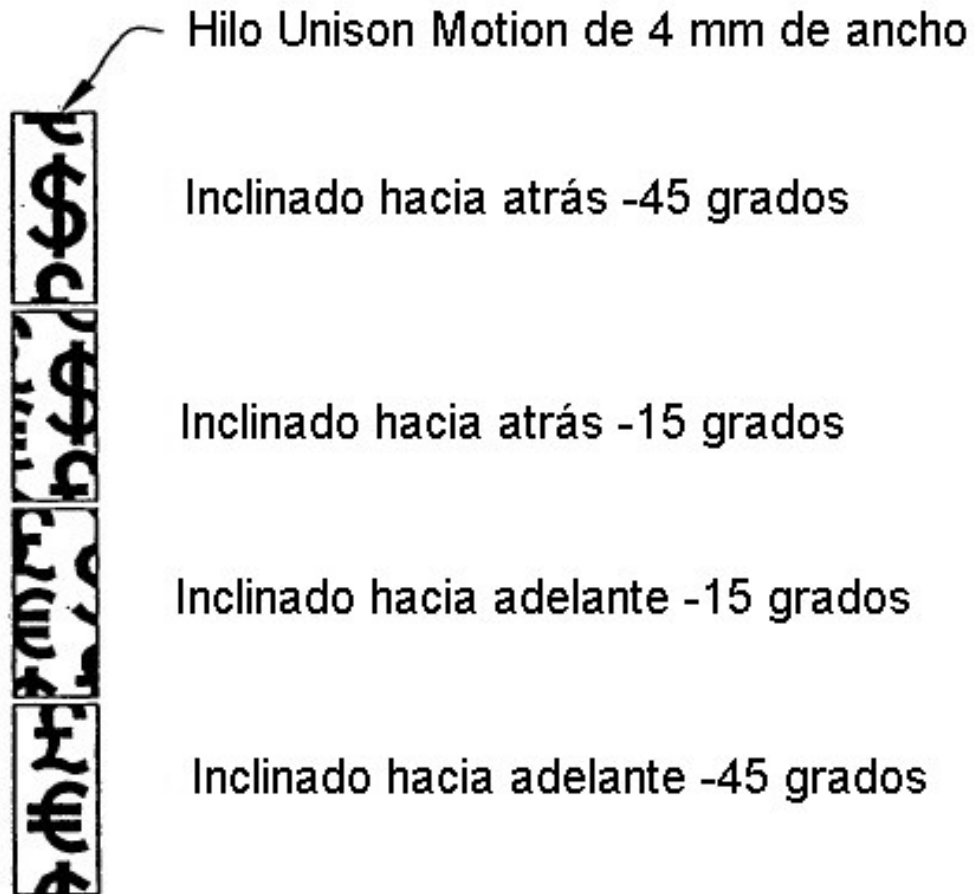 Hilo Unison Motion de 4 mm de ancho
Inclinado hacia atrás -45 grados
Inclinado hacia atrás -15 grados
Inclinado hacia adelante -15 grados
Inclinado hacia adelante -45 grados